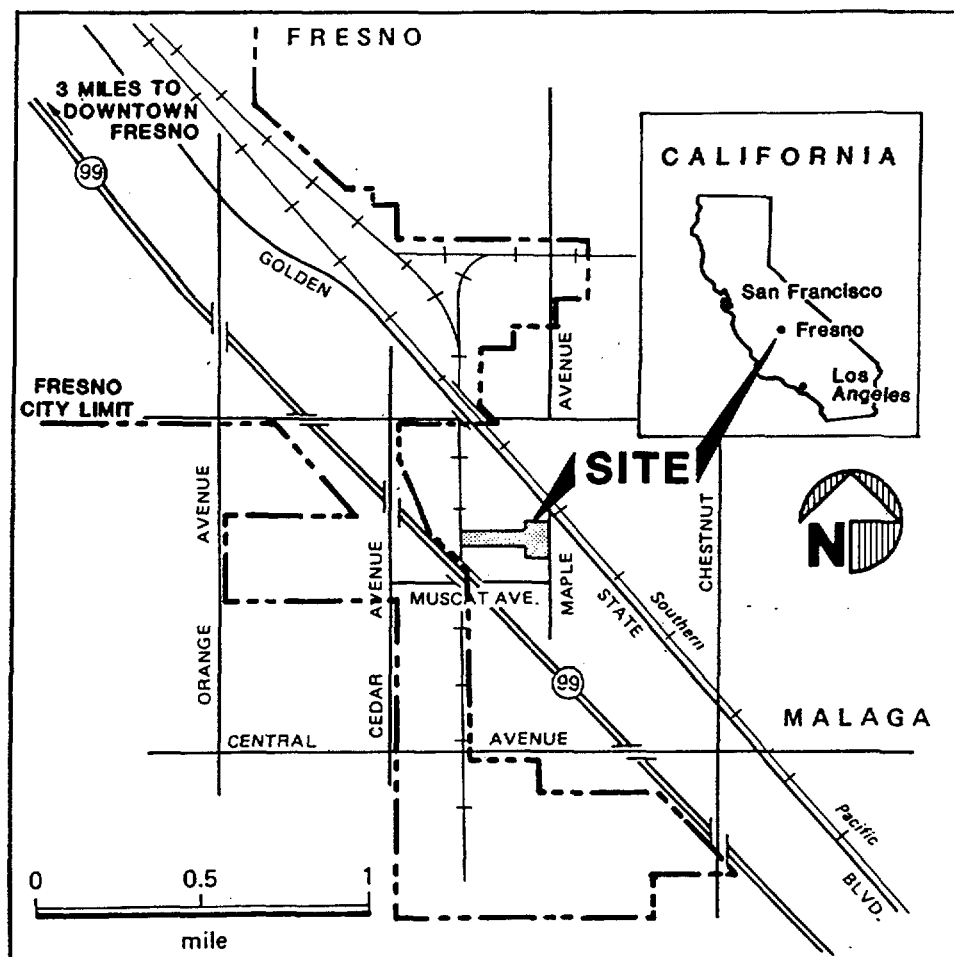 FRESNO
3 MILES TO
DOWNTOWN
FRESNO
99
CALIFORNIA
San Francisco
Fresno
Los
Angeles
GOLDEN
AVENUE
FRESNO
CITY LIMIT
SITE
N
ORANGE AVENUE
CEDAR AVENUE
MUSCAT AVE.
MAPLE
STATE
Southern
CHESTNUT
99
MALAGA
CENTRAL AVENUE
Pacific
BLVD.
0 0.5 1
mile